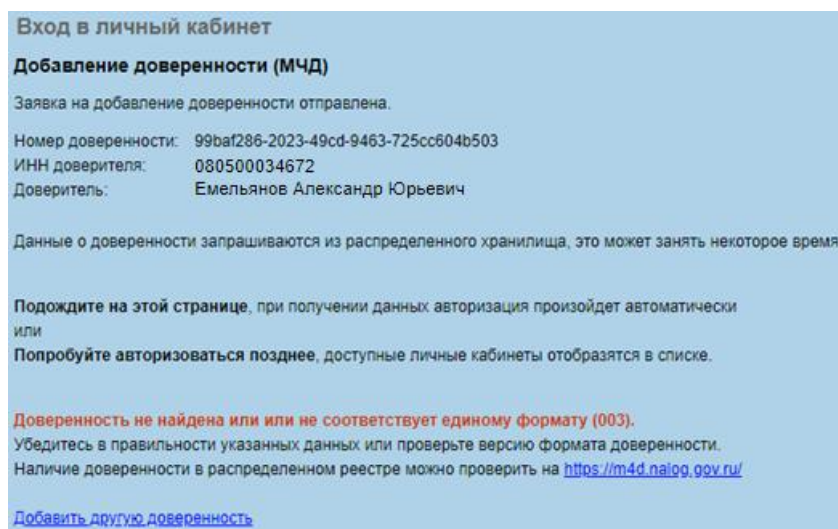 Вход в личный кабинет
Добавление доверенности (МЧД)
Заявка на добавление доверенности отправлена.
Номер доверенности: 99baf286-2023-49cd-9463-725cc604b503
ИНН доверителя: 080500034672
Доверитель: Емельянов Александр Юрьевич
Данные о доверенности запрашиваются из распределенного хранилища, это может занять некоторое время
Подождите на этой странице, при получении данных авторизация произойдет автоматически
или
Попробуйте авторизоваться позднее, доступные личные кабинеты отобразятся в списке.
Доверенность не найдена или или не соответствует единому формату (003).
Убедитесь в правильности указанных данных или проверьте версию формата доверенности.
Наличие доверенности в распределенном реестре можно проверить на https://m4d.nalog.gov.ru/
Добавить другую доверенность